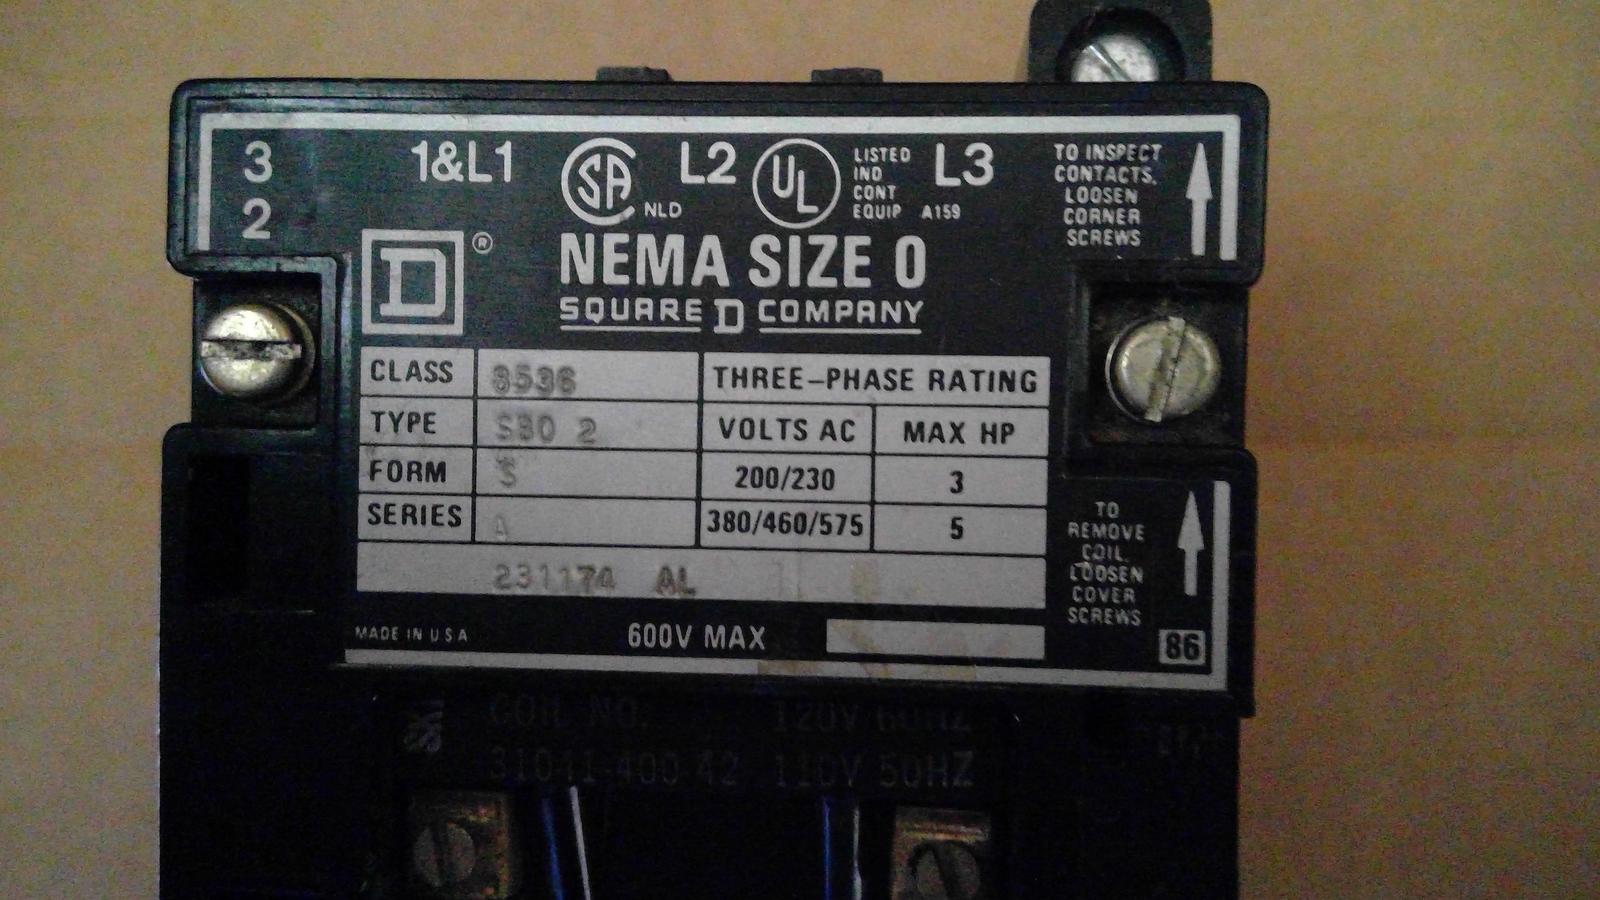 3
2
1&L1
SA
NLD
L2
UL
LISTED
IND
CONT
EQUIP A159
L3
TO INSPECT
CONTACTS,
LOOSEN
CORNER
SCREWS
D ®
NEMA SIZE 0
SQUARE D COMPANY
CLASS 8536
TYPE SBO 2
FORM S
SERIES A
THREE-PHASE RATING
VOLTS AC MAX HP
200/230 3
380/460/575 5
231174 AL
TO
REMOVE
COIL,
LOOSEN
COVER
SCREWS
MADE IN USA
600V MAX
86
COIL NO. 120V 60HZ
31041-400-42 110V 50HZ